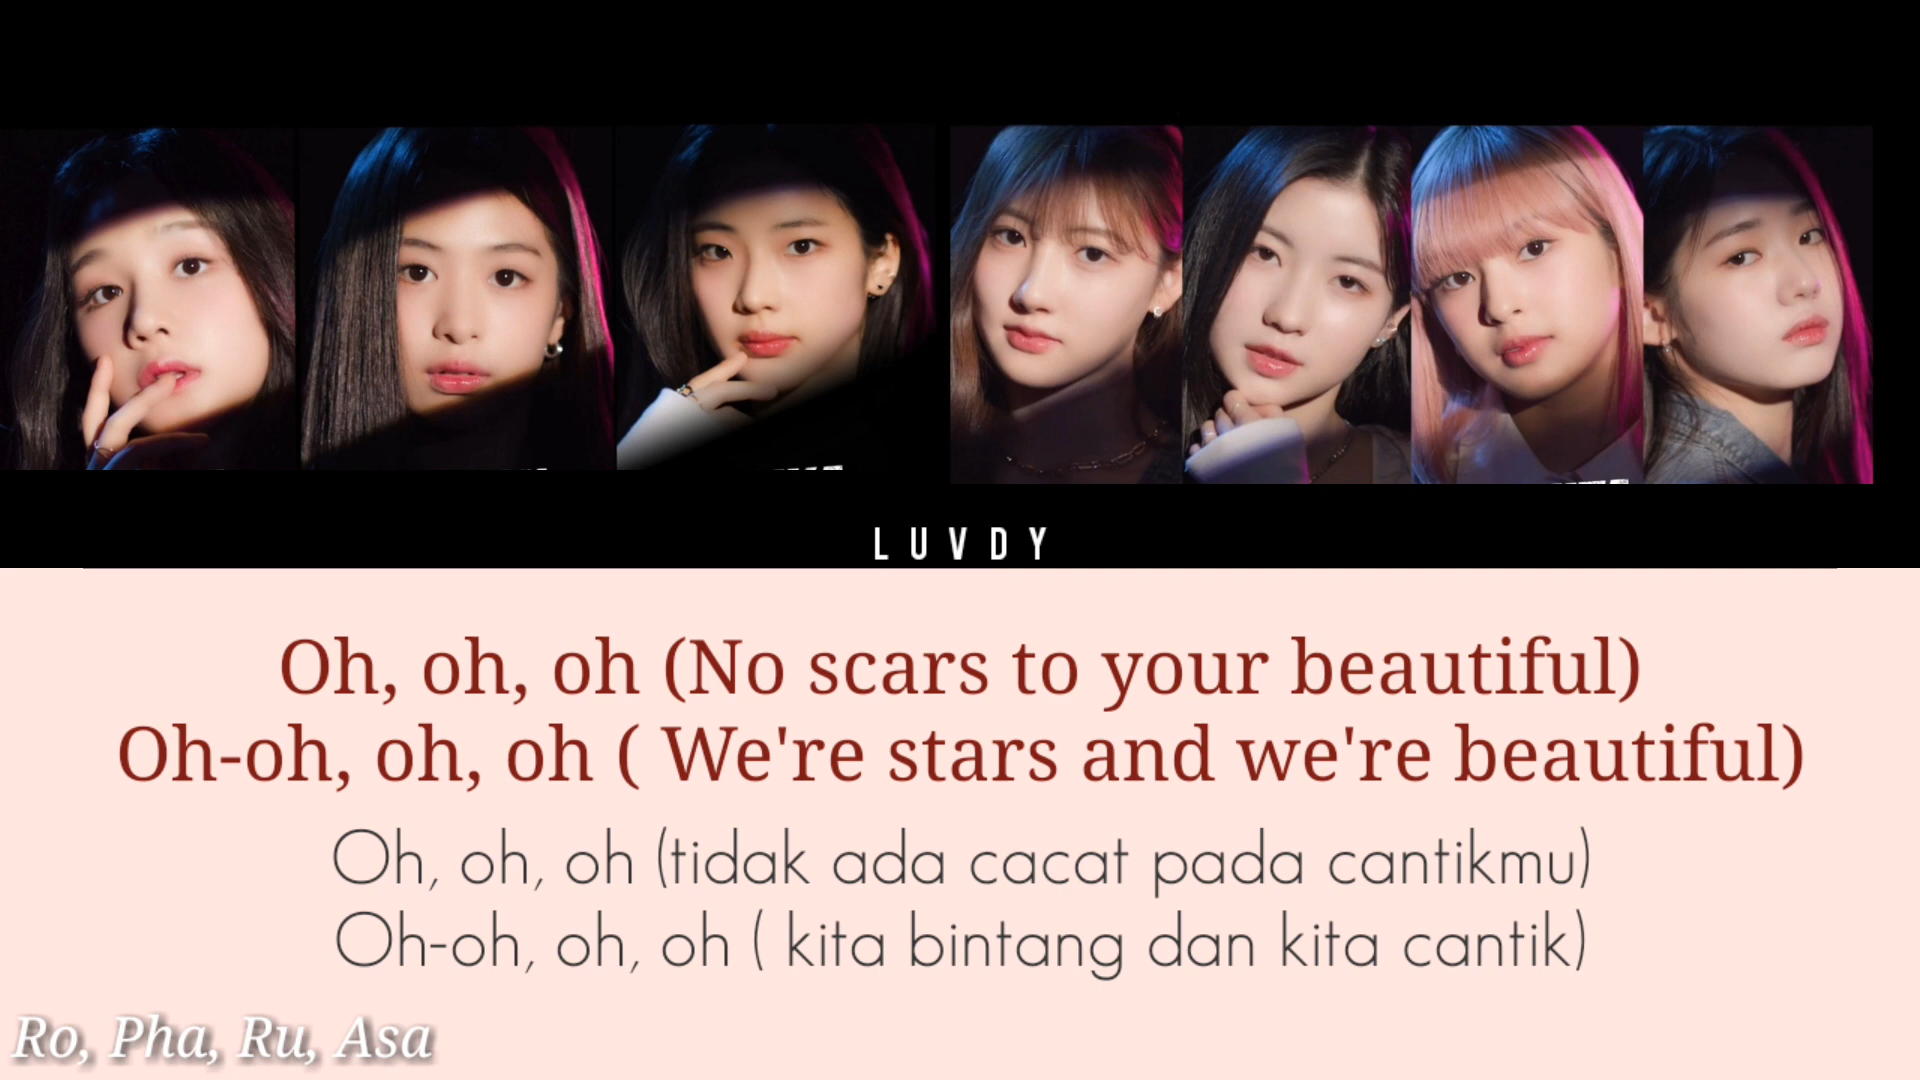 LUVDY
Oh, oh, oh (No scars to your beautiful)
Oh-oh, oh, oh ( We're stars and we're beautiful)
Oh, oh, oh (tidak ada cacat pada cantikmu)
Oh-oh, oh, oh ( kita bintang dan kita cantik)
Ro, Pha, Ru, Asa